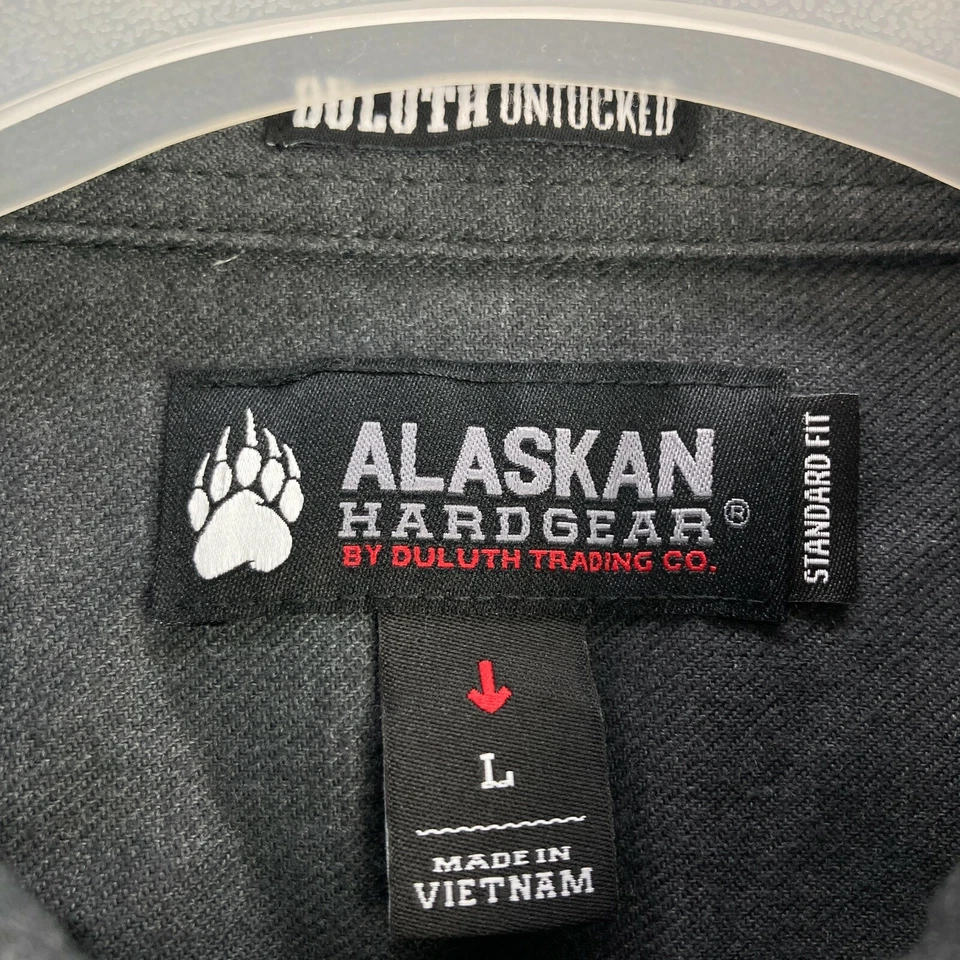 DULUTH UNTUCKED
ALASKAN
HARDGEAR®
BY DULUTH TRADING CO.
STANDARD FIT
L
MADE IN
VIETNAM